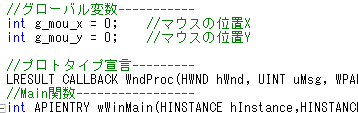 //グローバル変数-----------
int g_mou_x = 0;　　//マウスの位置X
int g_mou_y = 0;　　//マウスの位置Y
//プロトタイプ宣言----------
LRESULT CALLBACK WndProc(HWND hWnd, UINT uMsg, WPA
//Main関数---------------
int APIENTRY wWinMain(HINSTANCE hInstance,HINSTANC